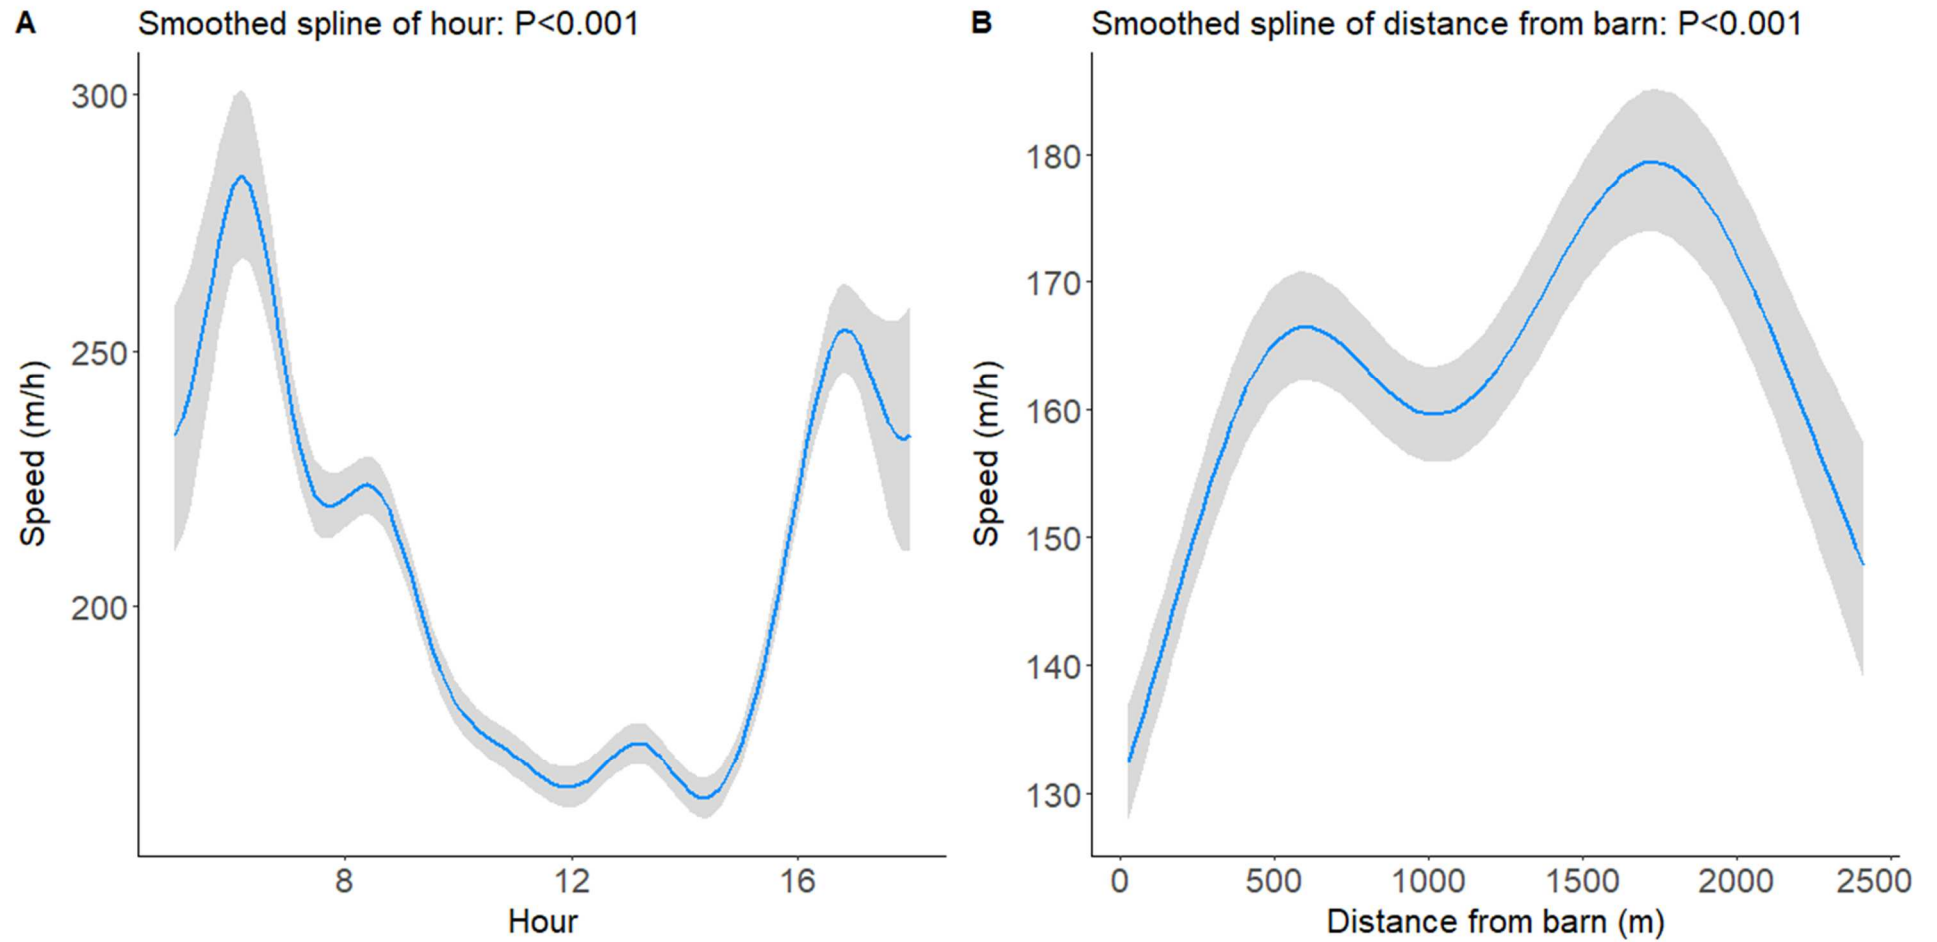 A Smoothed spline of hour: P<0.001
300
250
200
Speed (m/h)
8 12 16
Hour
B Smoothed spline of distance from barn: P<0.001
180
170
160
150
140
130
Speed (m/h)
0 500 1000 1500 2000 2500
Distance from barn (m)